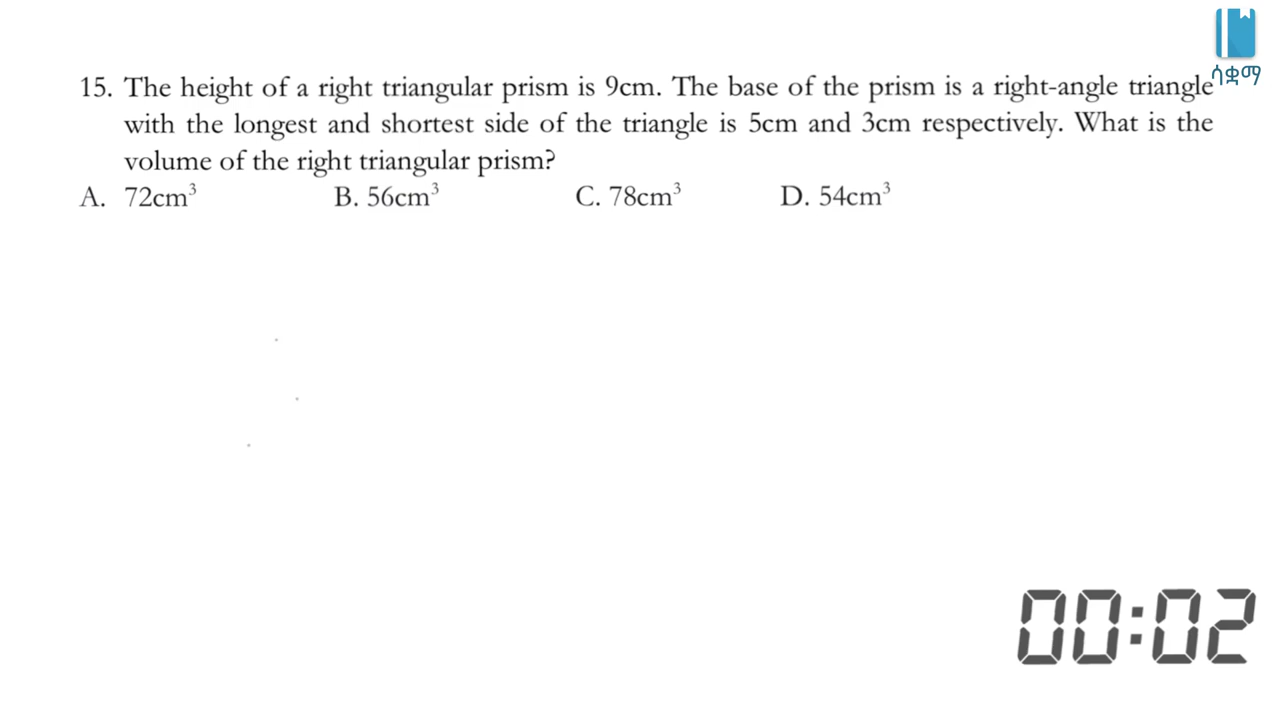 ሳቋማ
15. The height of a right triangular prism is 9cm. The base of the prism is a right-angle triangle
with the longest and shortest side of the triangle is 5cm and 3cm respectively. What is the
volume of the right triangular prism?
A. 72cm³ B. 56cm³ C. 78cm³ D. 54cm³
00:02